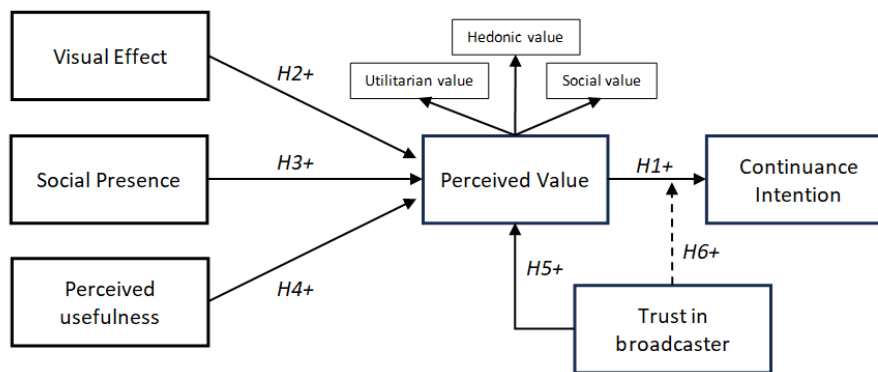 Hedonic value
Visual Effect
H2+
Utilitarian value
Social value
Social Presence
H3+
Perceived Value
H1+
Continuance
Intention
H4+
H5+
H6+
Perceived
usefulness
Trust in
broadcaster